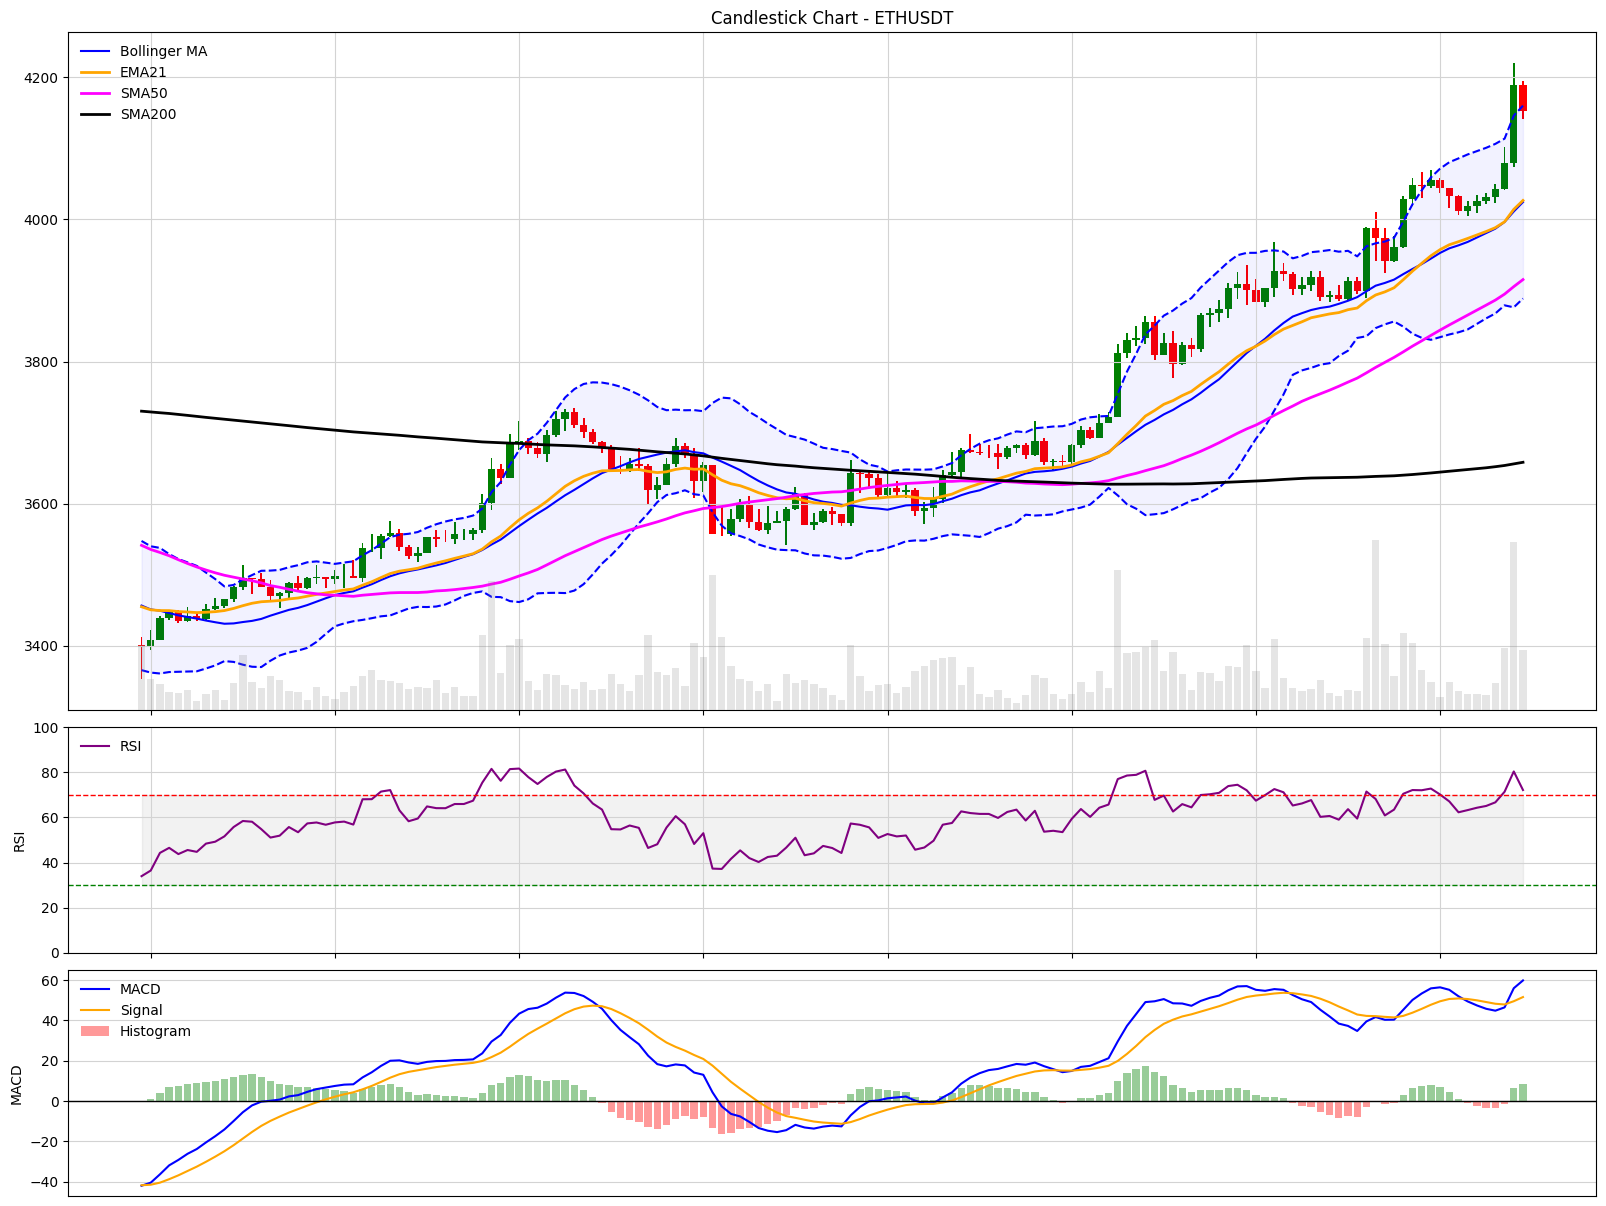 Candlestick Chart - ETHUSDT
Bollinger MA
EMA21
SMA50
SMA200
4200
4000
3800
3600
3400
RSI
100
80
60
40
20
0
RSI
MACD
Signal
Histogram
60
40
20
0
−20
−40
MACD